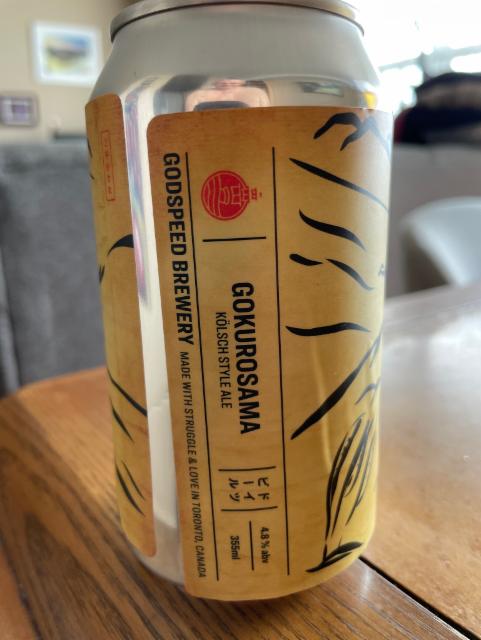 GODSPEED BREWERY MADE WITH STRUGGLE & LOVE IN TORONTO, CANADA
GOKUROSAMA
KÖLSCH STYLE ALE
ドイツ
ビール
4.8% abv
355ml